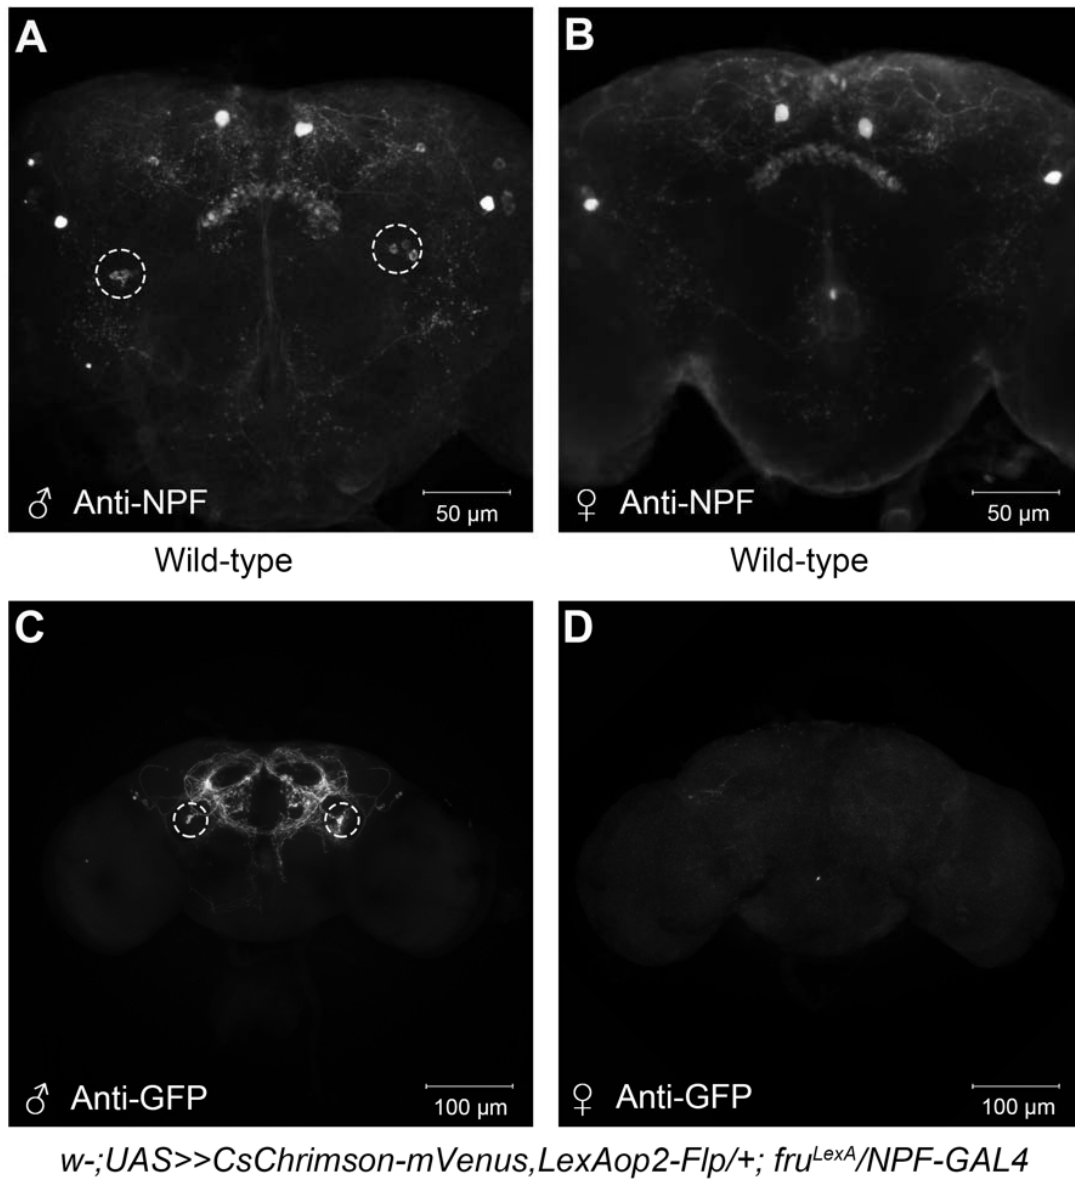 A
B
♂ Anti-NPF
50 μm
♀ Anti-NPF
50 μm
Wild-type
Wild-type
C
D
♂ Anti-GFP
100 μm
♀ Anti-GFP
100 μm
w-;UAS>>CsChrimson-mVenus,LexAop2-Flp/+; fruLexA/NPF-GAL4